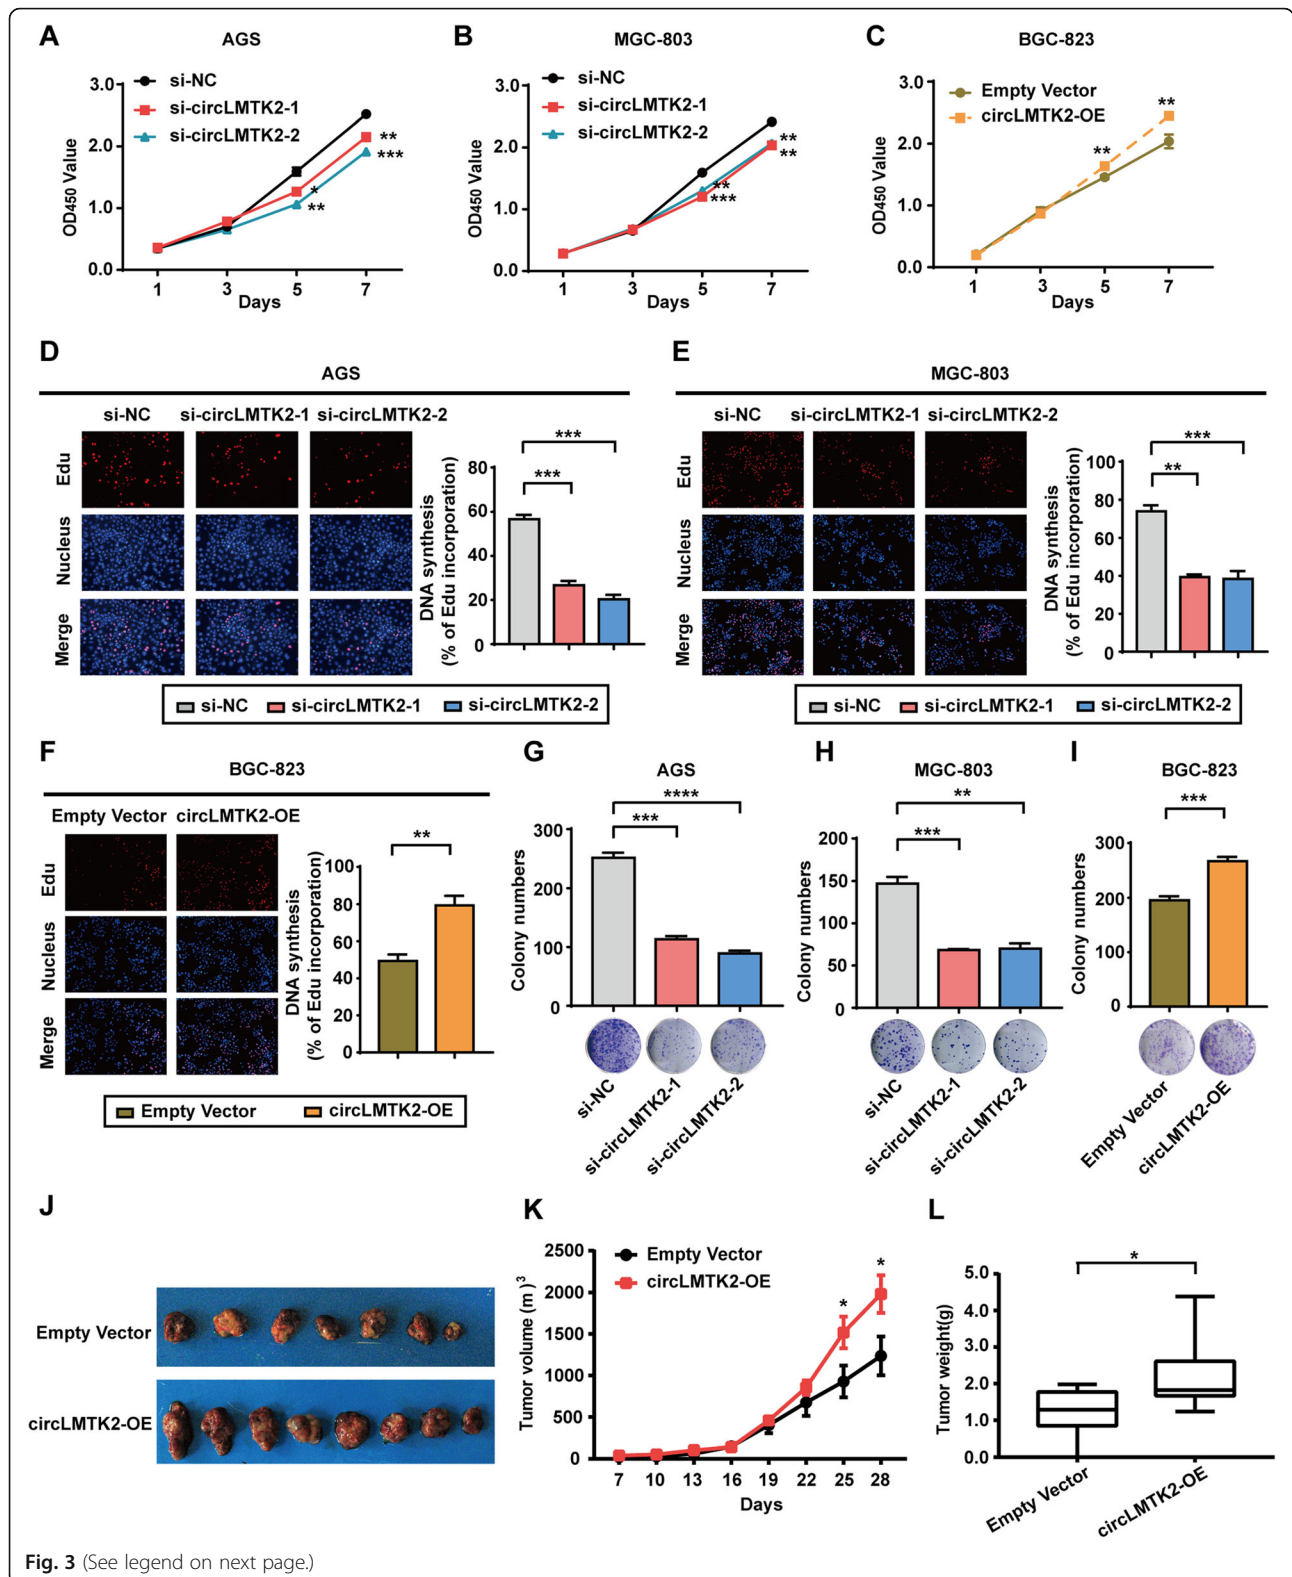 A AGS
si-NC
si-circLMTK2-1
si-circLMTK2-2
OD450 Value
3.0
2.0
1.0
0.0
**
***
*
**
1 3 5 7
Days
B MGC-803
si-NC
si-circLMTK2-1
si-circLMTK2-2
OD450 Value
3.0
2.0
1.0
0.0
**
**
**
***
1 3 5 7
Days
C BGC-823
Empty Vector
circLMTK2-OE
OD450 Value
3.0
2.0
1.0
0.0
**
**
1 3 5 7
Days
D
AGS
si-NC si-circLMTK2-1 si-circLMTK2-2
Edu
Nucleus
Merge
DNA synthesis
(% of Edu incorporation)
80
60
40
20
0
***
***
si-NC si-circLMTK2-1 si-circLMTK2-2
E
MGC-803
si-NC si-circLMTK2-1 si-circLMTK2-2
Edu
Nucleus
Merge
DNA synthesis
(% of Edu incorporation)
100
80
60
40
20
0
***
**
si-NC si-circLMTK2-1 si-circLMTK2-2
F
BGC-823
Empty Vector circLMTK2-OE
Edu
Nucleus
Merge
DNA synthesis
(% of Edu incorporation)
100
80
60
40
20
0
**
Empty Vector circLMTK2-OE
G AGS
Colony numbers
300
200
100
0
****
***
si-NC
si-circLMTK2-1
si-circLMTK2-2
H MGC-803
Colony numbers
200
150
100
50
0
**
***
si-NC
si-circLMTK2-1
si-circLMTK2-2
I BGC-823
Colony numbers
300
200
100
0
***
Empty Vector
circLMTK2-OE
J
Empty Vector
circLMTK2-OE
K
Empty Vector
circLMTK2-OE
Tumor volume (m )3
2500
2000
1500
1000
500
0
*
*
7 10 13 16 19 22 25 28
Days
L
Tumor weight(g)
5.0
4.0
3.0
2.0
1.0
0.0
*
Empty Vector
circLMTK2-OE
Fig. 3 (See legend on next page.)